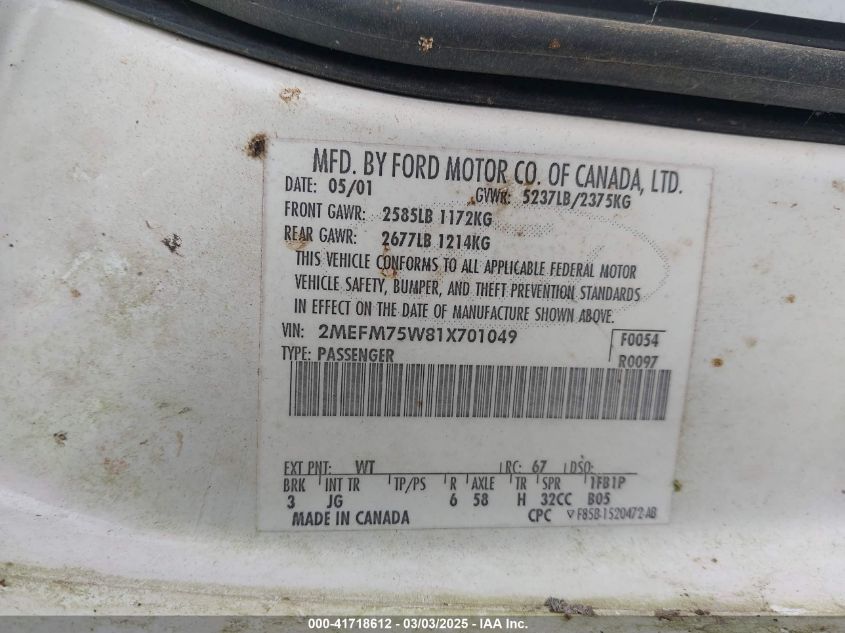 MFD. BY FORD MOTOR CO. OF CANADA, LTD.
DATE: 05/01 GVWR: 5237LB/2375KG
FRONT GAWR: 2585LB 1172KG
REAR GAWR: 2677LB 1214KG
THIS VEHICLE CONFORMS TO ALL APPLICABLE FEDERAL MOTOR
VEHICLE SAFETY, BUMPER, AND THEFT PREVENTION STANDARDS
IN EFFECT ON THE DATE OF MANUFACTURE SHOWN ABOVE.
VIN: 2MEFM75W81X701049 F0054
TYPE: PASSENGER R0097
EXT PNT: WT RC: 67 DSO:
BRK INT TR TP/PS R AXLE TR SPR 1FB1P
3 JG 6 58 H 32CC B05
MADE IN CANADA CPC ▽ F85B-1520472-AB
000-41718612 - 03/03/2025 - IAA Inc.